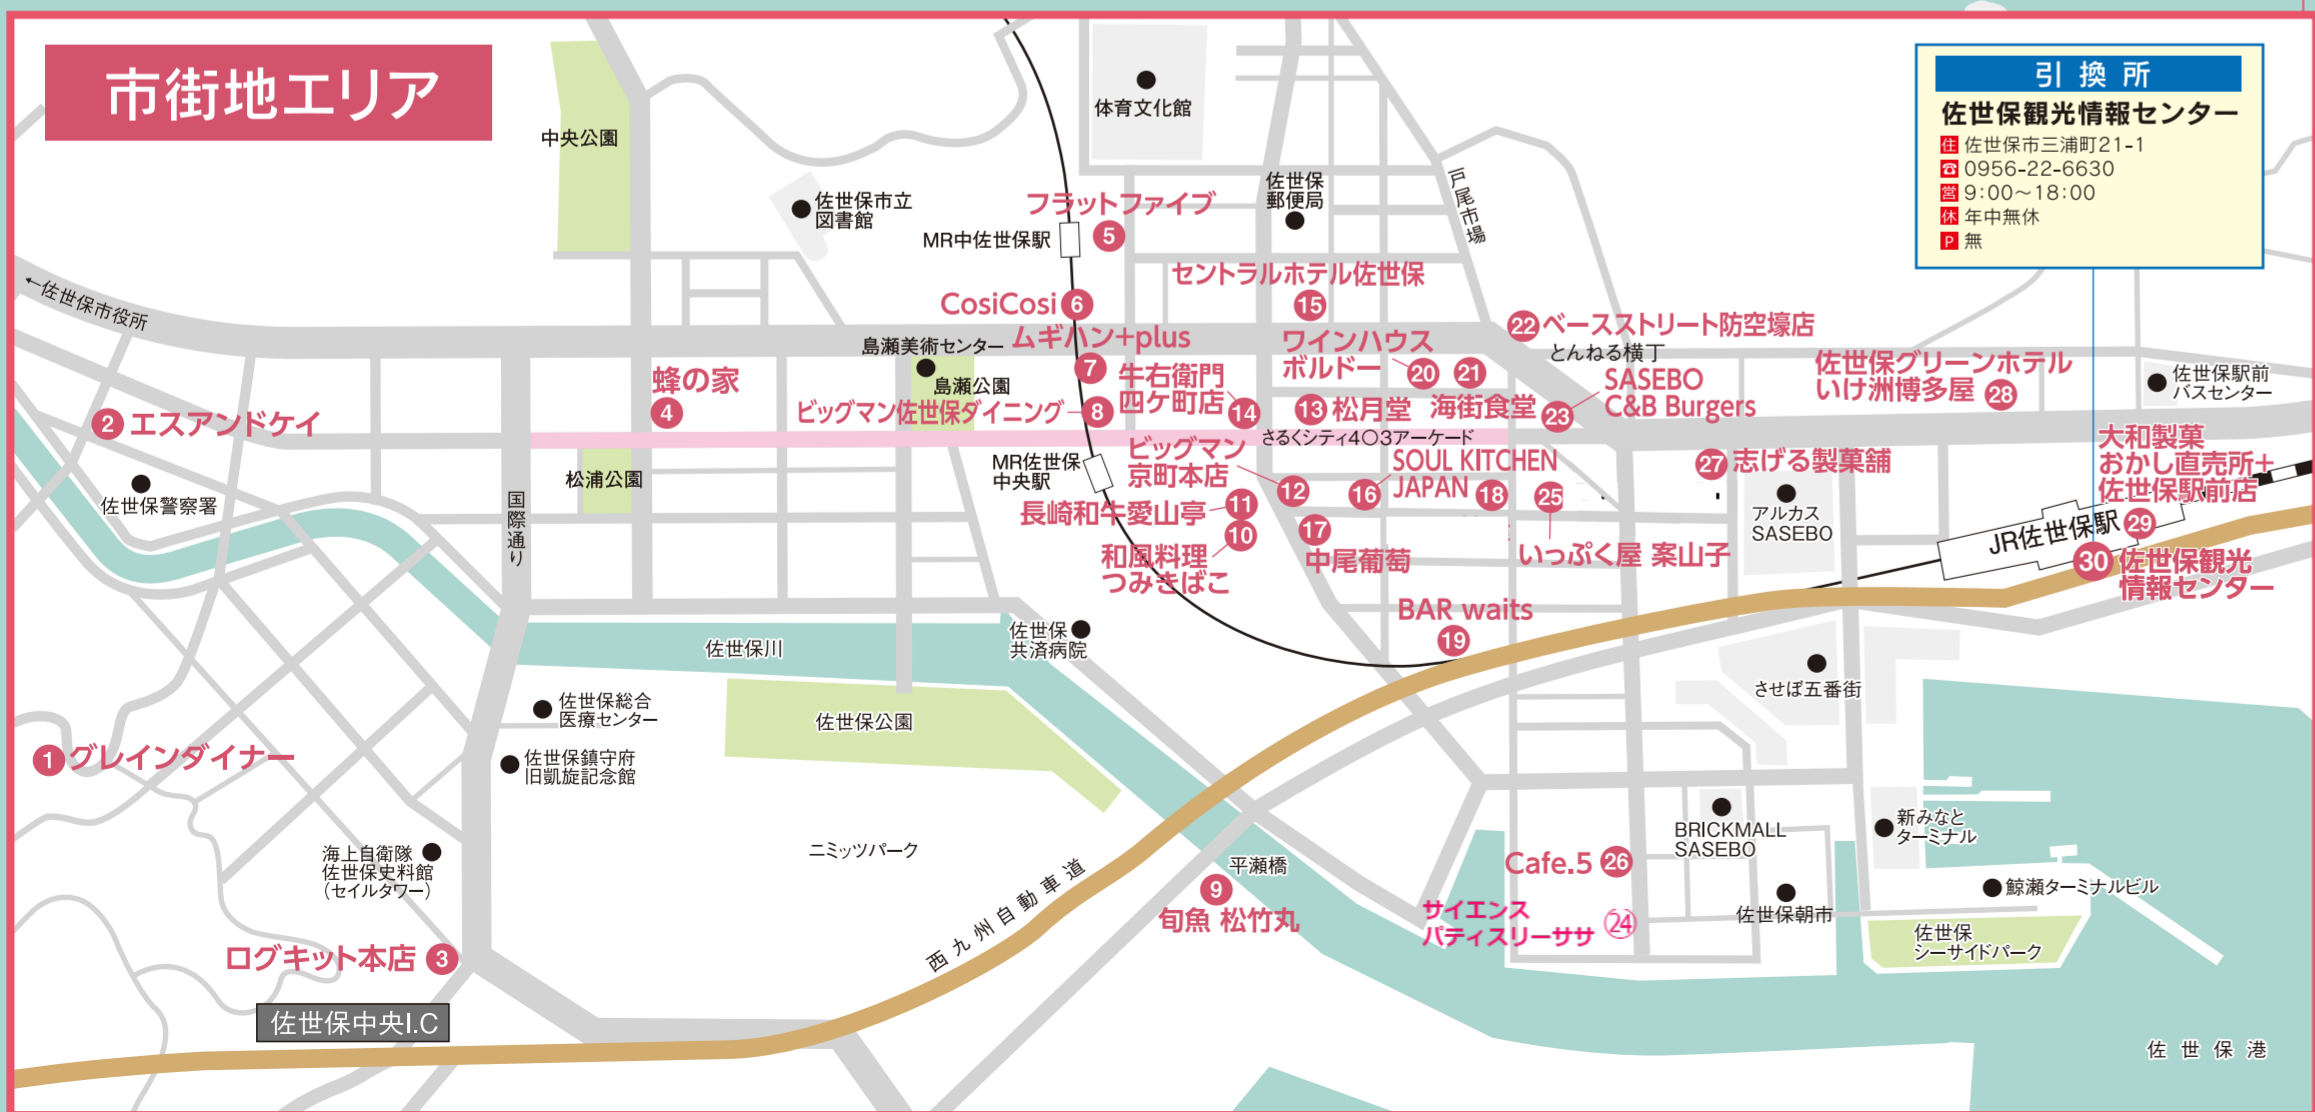 市街地エリア
引換所
佐世保観光情報センター
住 佐世保市三浦町21-1
☎ 0956-22-6630
営 9:00～18:00
休 年中無休
P 無
中央公園
体育文化館
佐世保市立
図書館
MR中佐世保駅
フラットファイブ
5
佐世保
郵便局
戸尾市場
←佐世保市役所
CosiCosi 6
セントラルホテル佐世保
15
島瀬美術センター
ムギハン+plus
7
島瀬公園
ワインハウス
ボルドー 20
21
22 ベースストリート防空壕店
とんねる横丁
佐世保グリーンホテル
いけ洲博多屋 28
佐世保駅前
バスセンター
2 エスアンドケイ
蜂の家
4
ビッグマン佐世保ダイニング 8
牛右衛門
四ケ町店 14
13 松月堂
海街食堂
SASEBO
C&B Burgers
23
さるくシティ4〇3アーケード
佐世保警察署
松浦公園
国際通り
MR佐世保
中央駅
ビッグマン
京町本店
12
SOUL KITCHEN
JAPAN
16
18
25
27 志げる製菓舗
大和製菓
おかし直売所+
佐世保駅前店
29
アルカス
SASEBO
JR佐世保駅
長崎和牛愛山亭 11
和風料理
つみきばこ
10
17
中尾葡萄
いっぷく屋 案山子
30 佐世保観光
情報センター
BAR waits
19
佐世保川
佐世保
共済病院
させぼ五番街
佐世保総合
医療センター
佐世保公園
佐世保鎮守府
旧凱旋記念館
1 グレインダイナー
海上自衛隊
佐世保史料館
(セイルタワー)
ニミッツパーク
西九州自動車道
平瀬橋
9
旬魚 松竹丸
Cafe.5 26
BRICKMALL
SASEBO
新みなと
ターミナル
サイエンス
パティスリーササ 24
佐世保朝市
鯨瀬ターミナルビル
佐世保
シーサイドパーク
ログキット本店 3
佐世保中央I.C
佐世保港